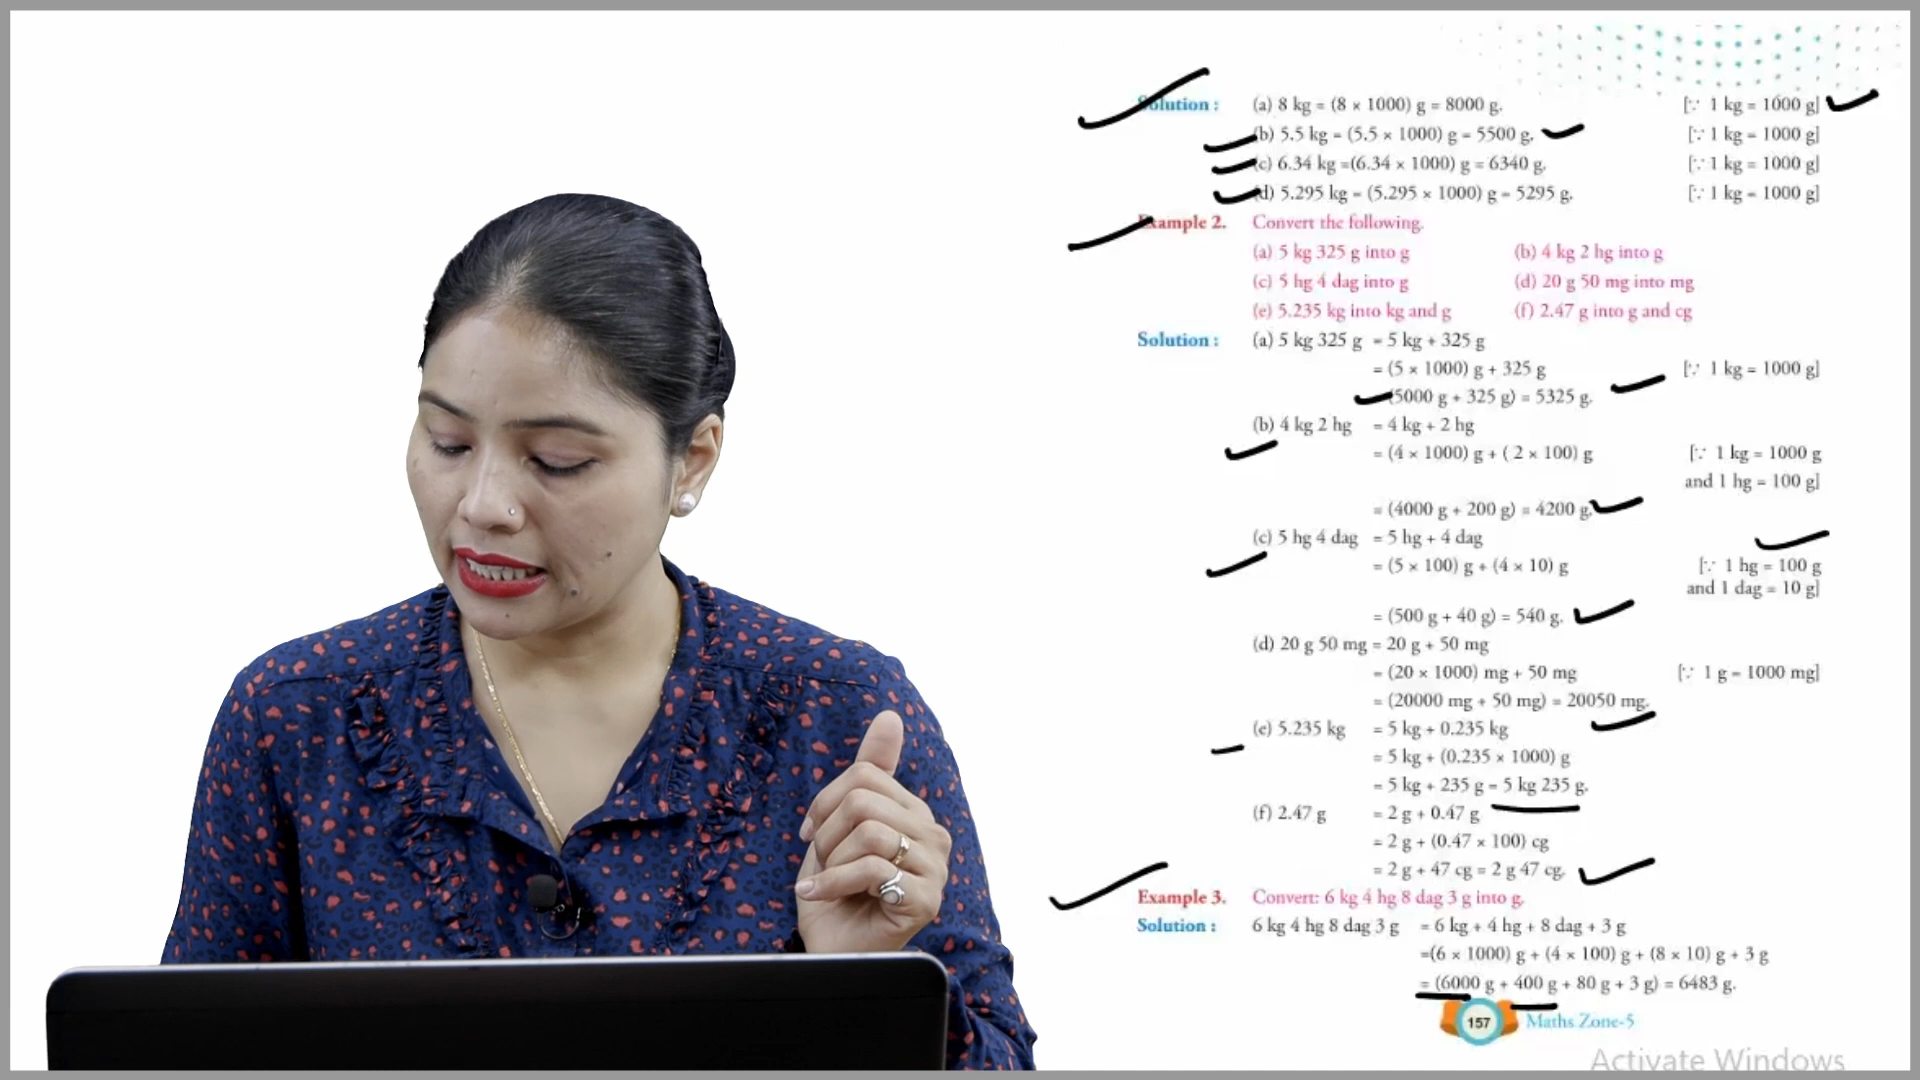 Solution : (a) 8 kg = (8 × 1000) g = 8000 g. [∵ 1 kg = 1000 g]
(b) 5.5 kg = (5.5 × 1000) g = 5500 g. [∵ 1 kg = 1000 g]
(c) 6.34 kg =(6.34 × 1000) g = 6340 g. [∵ 1 kg = 1000 g]
(d) 5.295 kg = (5.295 × 1000) g = 5295 g. [∵ 1 kg = 1000 g]
Example 2. Convert the following.
(a) 5 kg 325 g into g (b) 4 kg 2 hg into g
(c) 5 hg 4 dag into g (d) 20 g 50 mg into mg
(e) 5.235 kg into kg and g (f) 2.47 g into g and cg
Solution : (a) 5 kg 325 g = 5 kg + 325 g
= (5 × 1000) g + 325 g [∵ 1 kg = 1000 g]
(5000 g + 325 g) = 5325 g.
(b) 4 kg 2 hg = 4 kg + 2 hg
= (4 × 1000) g + ( 2 × 100) g [∵ 1 kg = 1000 g
and 1 hg = 100 g]
= (4000 g + 200 g) = 4200 g.
(c) 5 hg 4 dag = 5 hg + 4 dag
= (5 × 100) g + (4 × 10) g [∵ 1 hg = 100 g
and 1 dag = 10 g]
= (500 g + 40 g) = 540 g.
(d) 20 g 50 mg = 20 g + 50 mg
= (20 × 1000) mg + 50 mg [∵ 1 g = 1000 mg]
= (20000 mg + 50 mg) = 20050 mg.
(e) 5.235 kg = 5 kg + 0.235 kg
= 5 kg + (0.235 × 1000) g
= 5 kg + 235 g = 5 kg 235 g.
(f) 2.47 g = 2 g + 0.47 g
= 2 g + (0.47 × 100) cg
= 2 g + 47 cg = 2 g 47 cg.
Example 3. Convert: 6 kg 4 hg 8 dag 3 g into g.
Solution : 6 kg 4 hg 8 dag 3 g = 6 kg + 4 hg + 8 dag + 3 g
=(6 × 1000) g + (4 × 100) g + (8 × 10) g + 3 g
= (6000 g + 400 g + 80 g + 3 g) = 6483 g.
157 Maths Zone-5
Activate Windows